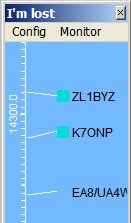 I'm lost
Config Monitor
ZL1BYZ
14300.0
K7ONP
EA8/UA4W